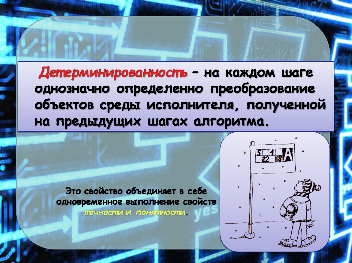 Детерминированность – на каждом шаге
однозначно определенно преобразование
объектов среды исполнителя, полученной
на предыдущих шагах алгоритма.
Это свойство объединяет в себе
одновременное выполнение свойств
точности и понятности.
yes